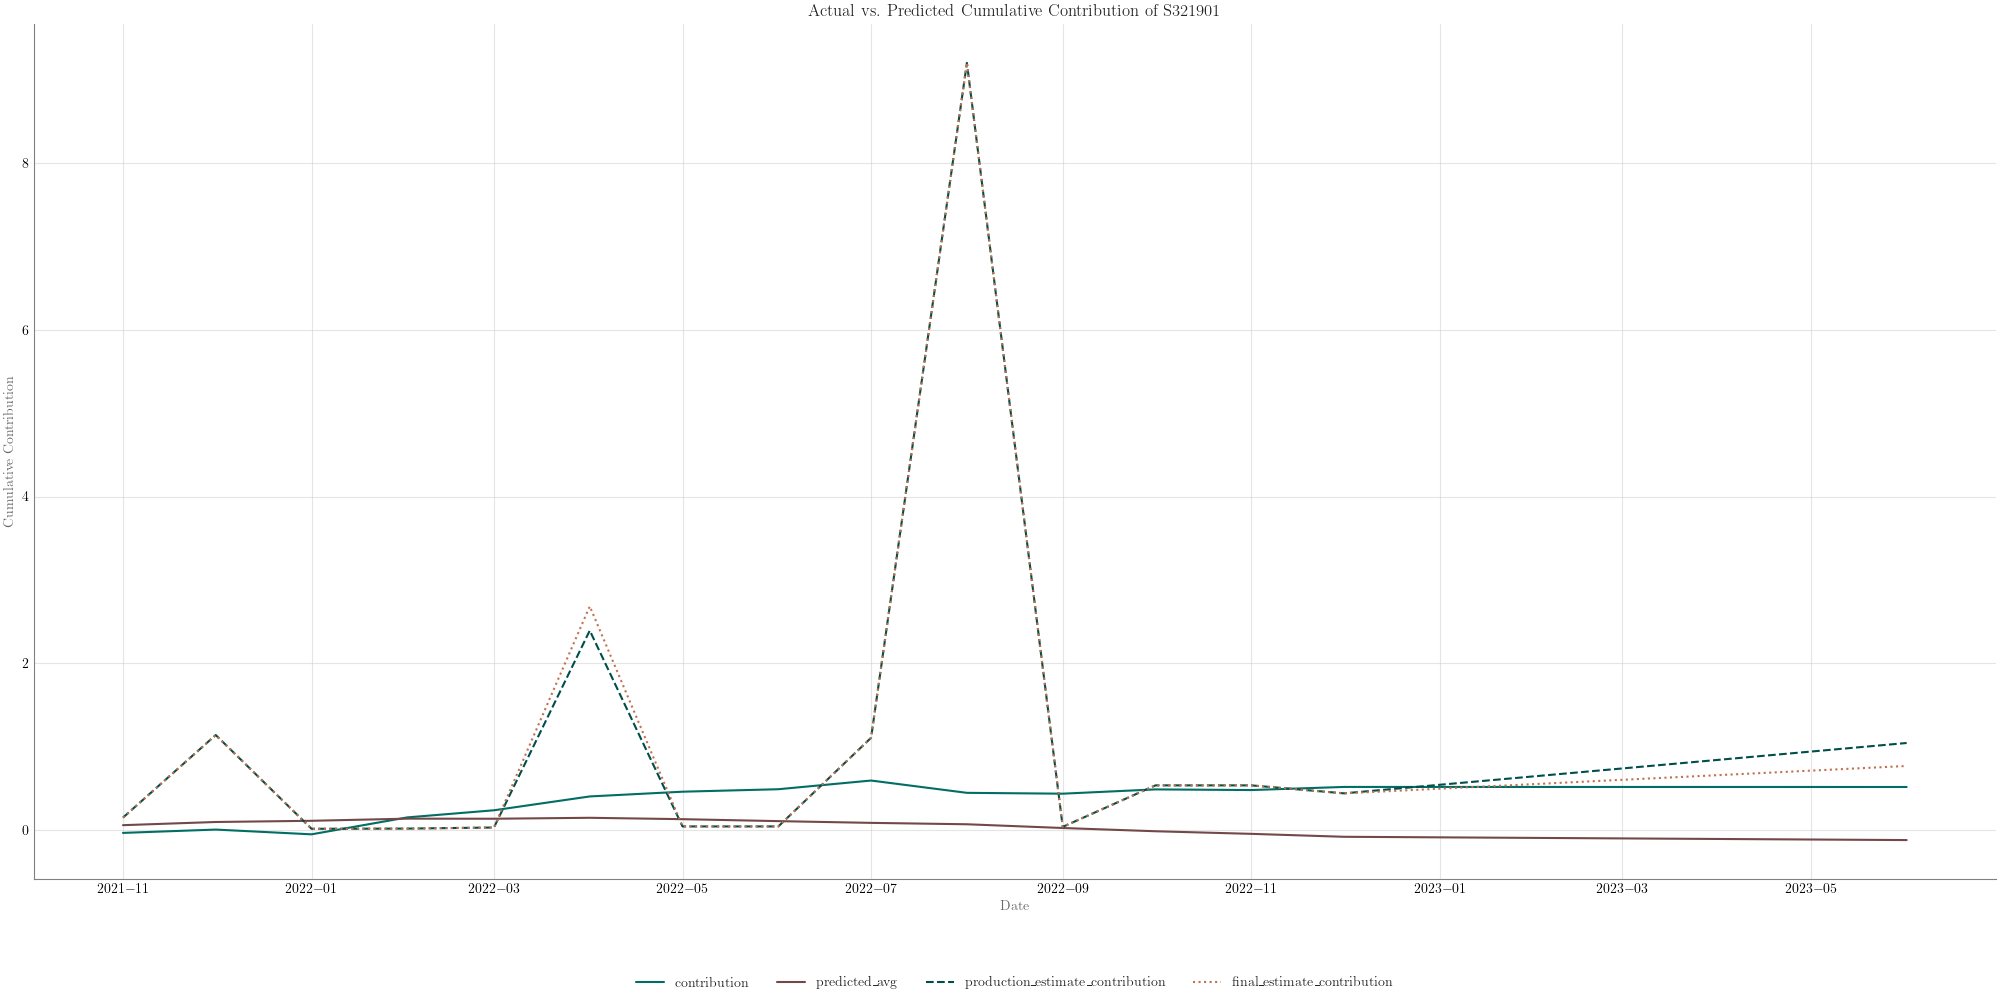 Actual vs. Predicted Cumulative Contribution of S321901
Cumulative Contribution
8
6
4
2
0
2021−11
2022−01
2022−03
2022−05
2022−07
2022−09
2022−11
2023−01
2023−03
2023−05
Date
contribution
predicted_avg
production_estimate_contribution
final_estimate_contribution